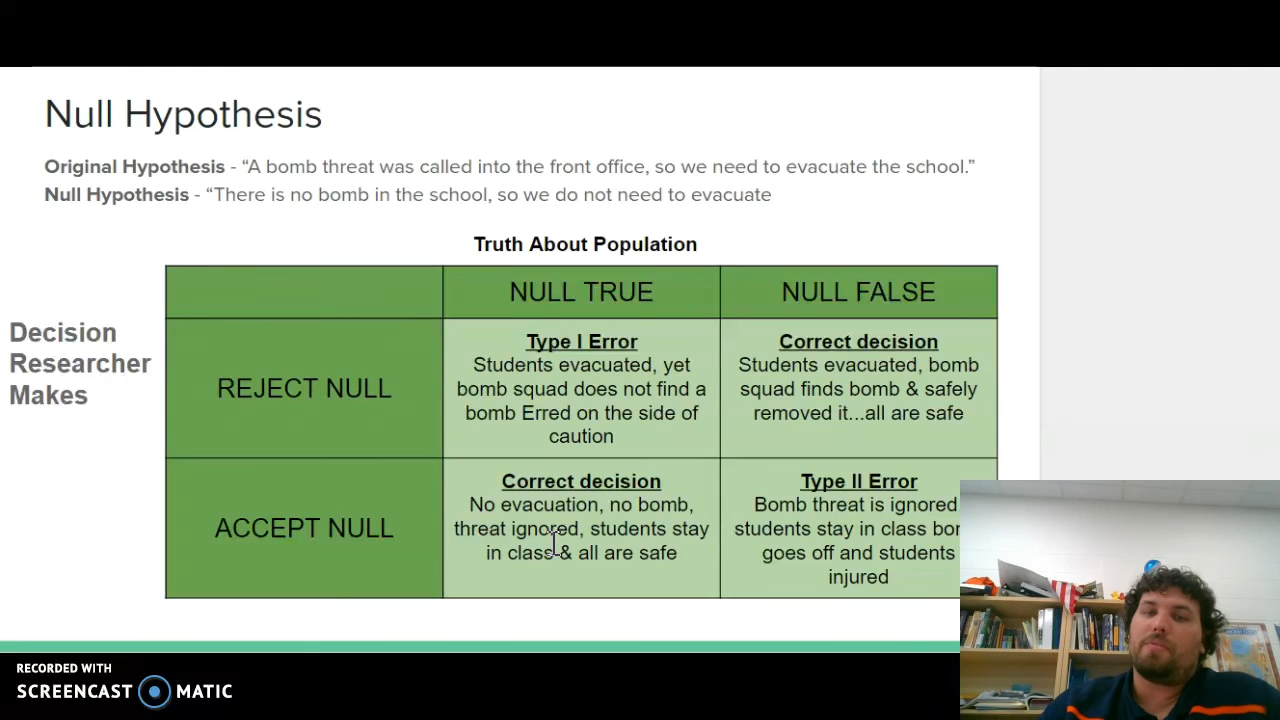 Null Hypothesis
Original Hypothesis - “A bomb threat was called into the front office, so we need to evacuate the school.”
Null Hypothesis - “There is no bomb in the school, so we do not need to evacuate
Truth About Population
Decision
Researcher
Makes
NULL TRUE
NULL FALSE
REJECT NULL
Type I Error
Students evacuated, yet
bomb squad does not find a
bomb Erred on the side of
caution
Correct decision
Students evacuated, bomb
squad finds bomb & safely
removed it...all are safe
ACCEPT NULL
Correct decision
No evacuation, no bomb,
threat ignored, students stay
in class & all are safe
Type II Error
Bomb threat is ignored
students stay in class
goes off and students
injured
RECORDED WITH
SCREENCAST MATIC